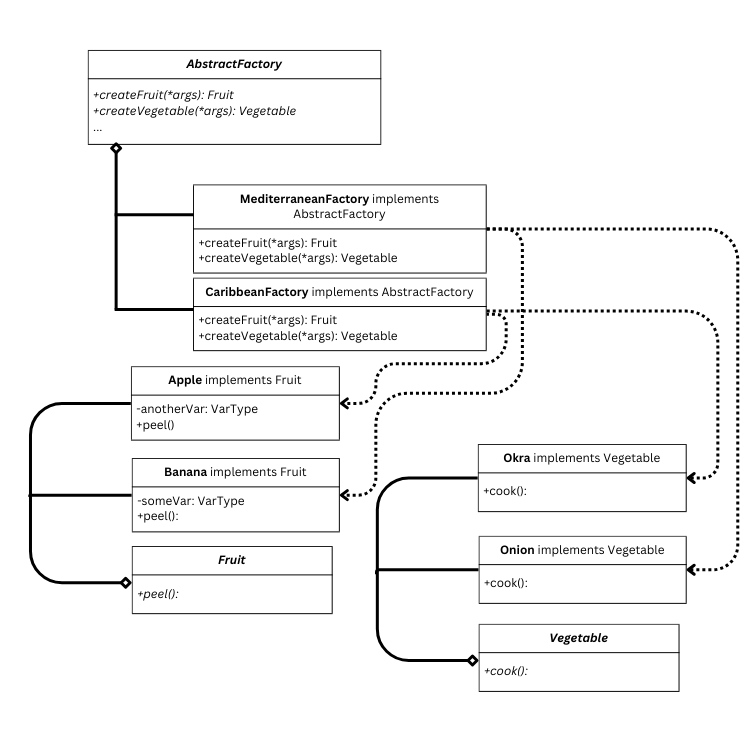 AbstractFactory
+createFruit(*args): Fruit
+createVegetable(*args): Vegetable
...
MediterraneanFactory implements
AbstractFactory
+createFruit(*args): Fruit
+createVegetable(*args): Vegetable
CaribbeanFactory implements AbstractFactory
+createFruit(*args): Fruit
+createVegetable(*args): Vegetable
Apple implements Fruit
-anotherVar: VarType
+peel()
Banana implements Fruit
-someVar: VarType
+peel():
Fruit
+peel():
Okra implements Vegetable
+cook():
Onion implements Vegetable
+cook():
Vegetable
+cook():